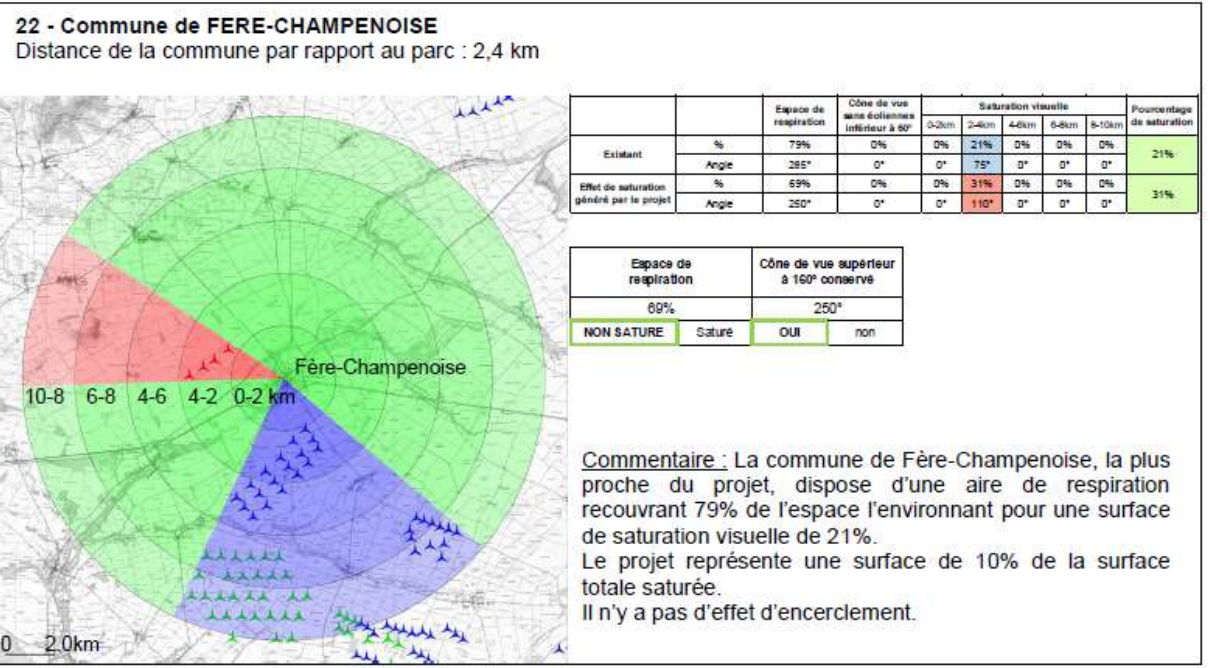 22 - Commune de FERE-CHAMPENOISE
Distance de la commune par rapport au parc : 2,4 km
Espace de respiration Cône de vue sans éoliennes inférieur à 60° Saturation visuelle Pourcentage de saturation
0-2km 2-4km 4-6km 6-8km 8-10km
Existant % 79% 0% 0% 21% 0% 0% 0% 21%
Angle 285° 0° 0° 75° 0° 0° 0°
Effet de saturation généré par le projet % 69% 0% 0% 31% 0% 0% 0% 31%
Angle 250° 0° 0° 110° 0° 0° 0°
Espace de respiration Cône de vue supérieur à 160° conservé
69% 250°
NON SATURE Saturé OUI non
Fère-Champenoise
10-8 6-8 4-6 4-2 0-2 km
0 2.0km
Commentaire : La commune de Fère-Champenoise, la plus
proche du projet, dispose d'une aire de respiration
recouvrant 79% de l'espace l'environnant pour une surface
de saturation visuelle de 21%.
Le projet représente une surface de 10% de la surface
totale saturée.
Il n'y a pas d'effet d'encerclement.